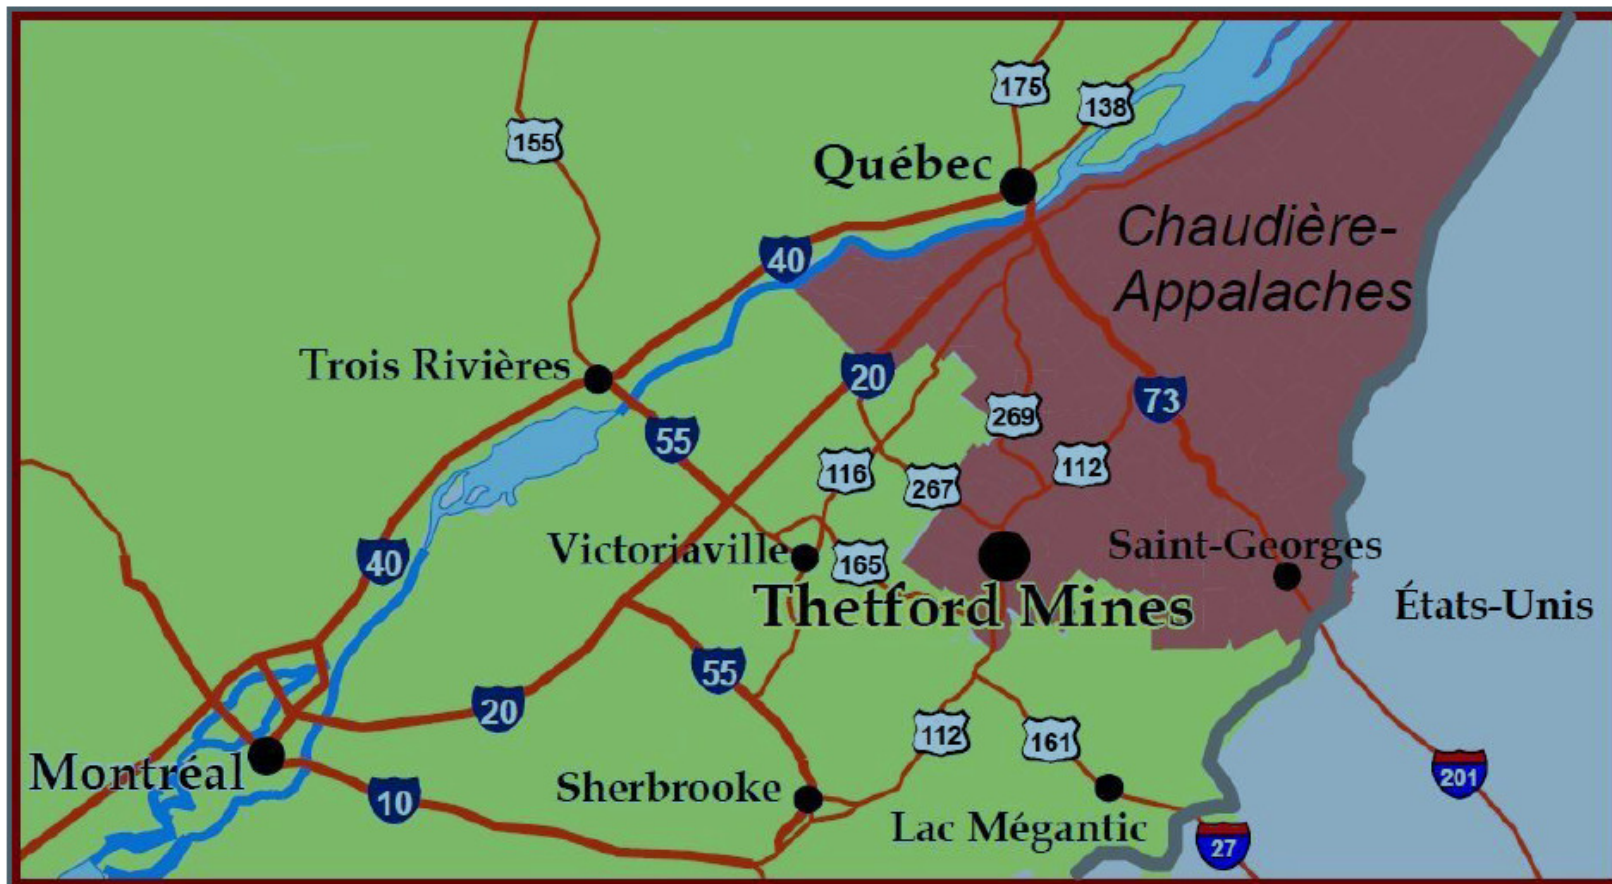 175
138
155
Québec
Chaudière-
Appalaches
40
Trois Rivières
20
73
55
269
116
267
112
Victoriaville
165
Saint-Georges
40
Thetford Mines
États-Unis
55
20
112
161
Montréal
201
Sherbrooke
10
Lac Mégantic
27